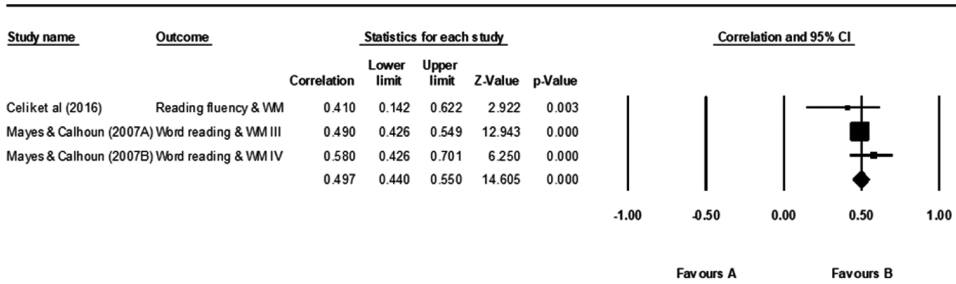 Study name Outcome Statistics for each study Correlation and 95% CI
Lower Upper
Correlation limit limit Z-Value p-Value
Celiket al (2016) Reading fluency & WM 0.410 0.142 0.622 2.922 0.003
Mayes & Calhoun (2007A) Word reading & WM III 0.490 0.426 0.549 12.943 0.000
Mayes & Calhoun (2007B) Word reading & WM IV 0.580 0.426 0.701 6.250 0.000
0.497 0.440 0.550 14.605 0.000
-1.00 -0.50 0.00 0.50 1.00
Favours A Favours B